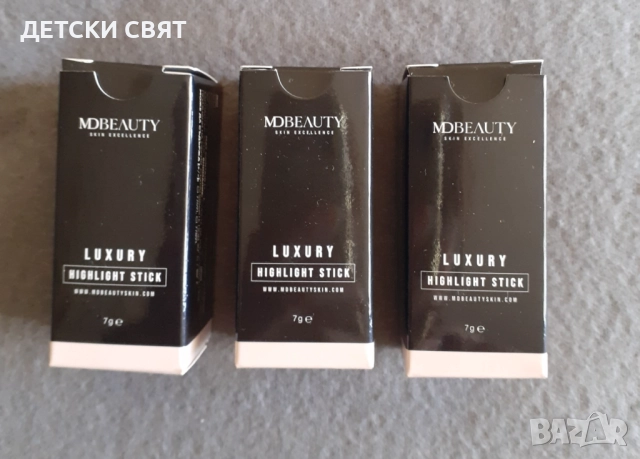 ДЕТСКИ СВЯТ
MDBEAUTY
SKIN EXCELLENCE
LUXURY
HIGHLIGHT STICK
WWW.MDBEAUTYSKIN.COM
7g e
MDBEAUTY
SKIN EXCELLENCE
LUXURY
HIGHLIGHT STICK
WWW.MDBEAUTYSKIN.COM
7g e
MDBEAUTY
SKIN EXCELLENCE
LUXURY
HIGHLIGHT STICK
WWW.MDBEAUTYSKIN.COM
7g e
BAZAR